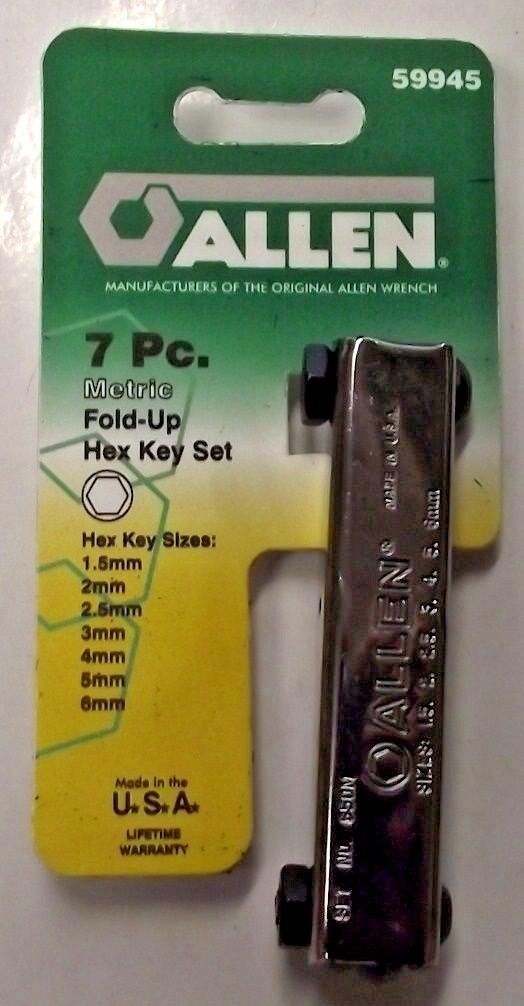 59945
ALLEN®
MANUFACTURERS OF THE ORIGINAL ALLEN WRENCH
7 Pc.
Metric
Fold-Up
Hex Key Set
Hex Key Sizes:
1.5mm
2mm
2.5mm
3mm
4mm
5mm
6mm
Made in the
U.S.A.
LIFETIME
WARRANTY
SET NO. 650M
ALLEN® MADE IN U.S.A.
SIZES: 1.5, 2, 2.5, 3, 4, 5, 6mm